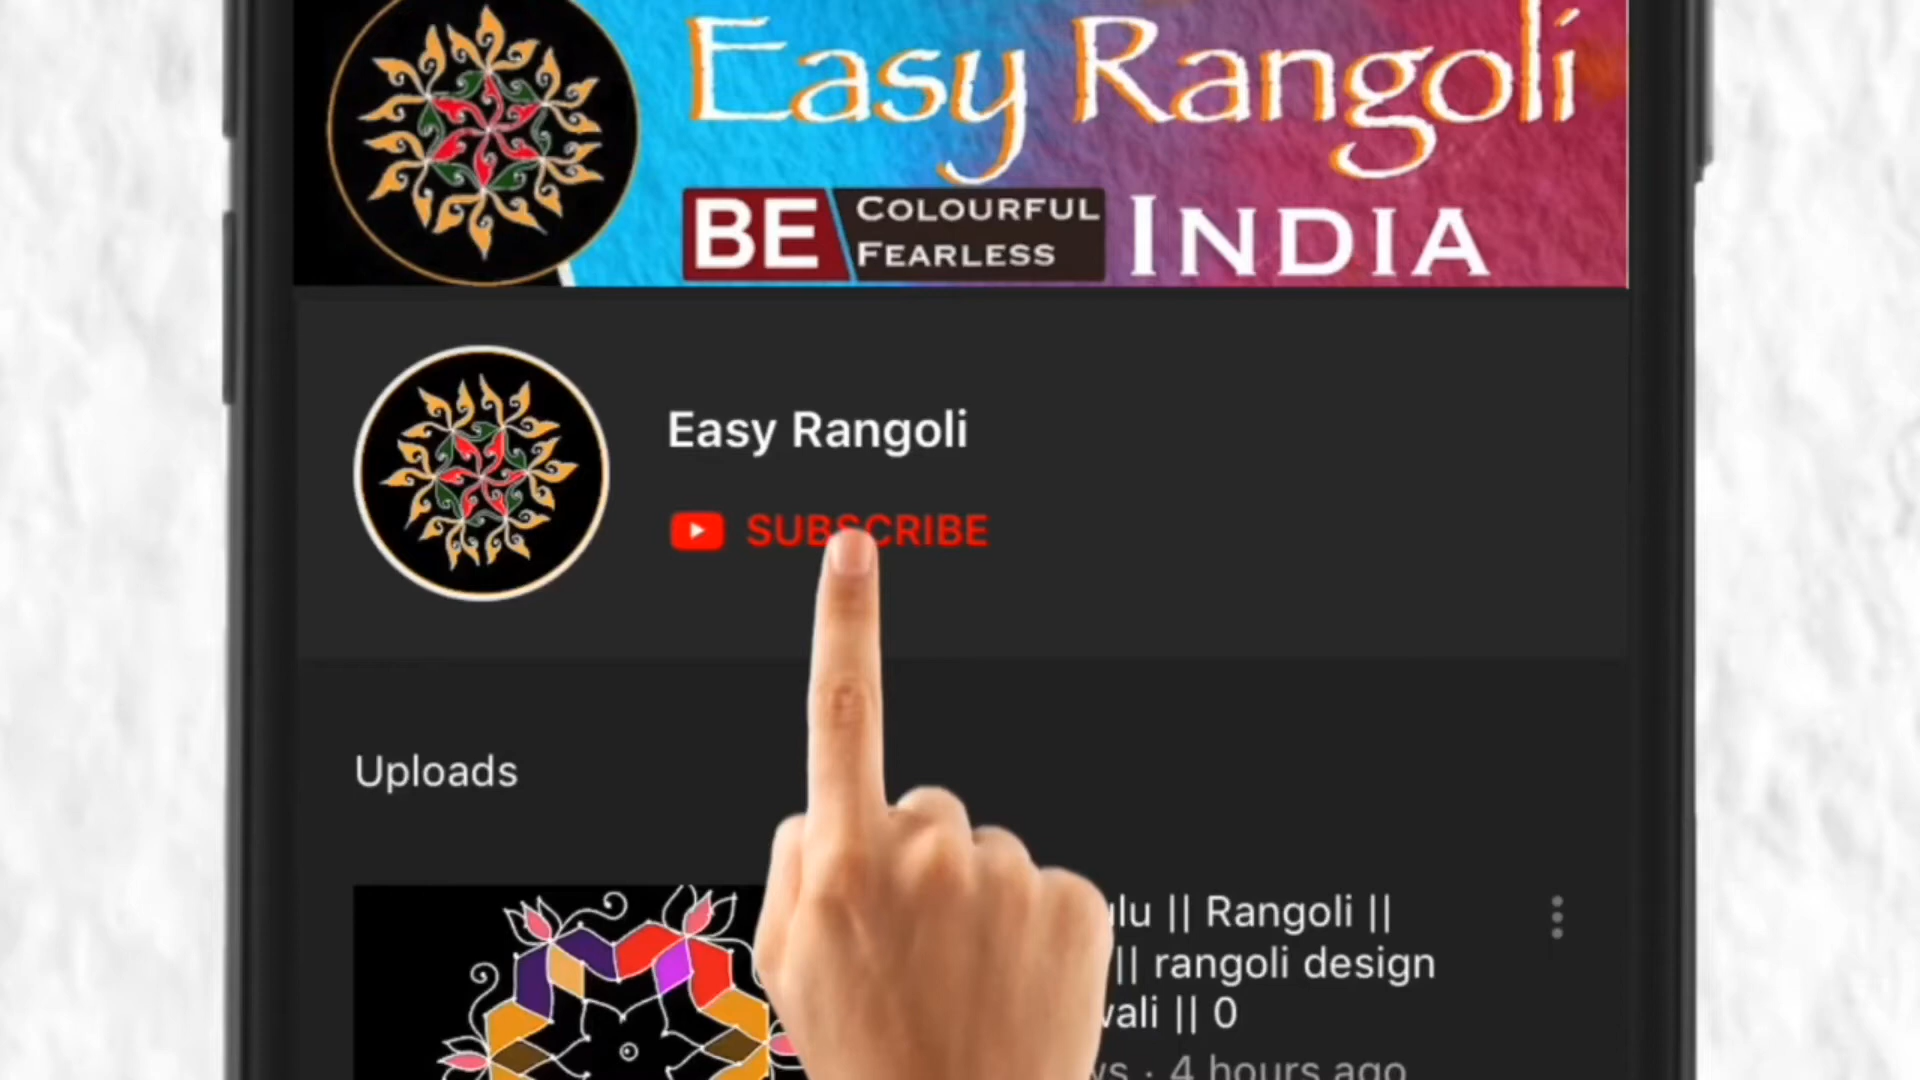 Easy Rangoli
BE COLOURFUL
FEARLESS
INDIA
Easy Rangoli
SUBSCRIBE
Uploads
|| Rangoli ||
|| rangoli design
|| 0
4 hours ago